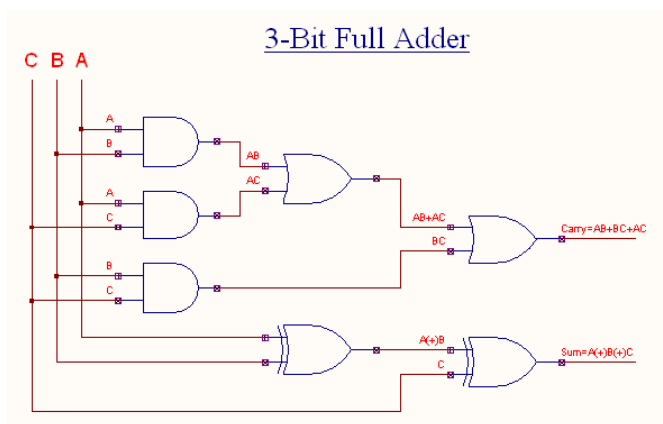 3-Bit Full Adder
C B A
A
B
AB
A
AC
C
AB+AC
Carry=AB+BC+AC
BC
B
C
A(+)B
Sum=A(+)B(+)C
C